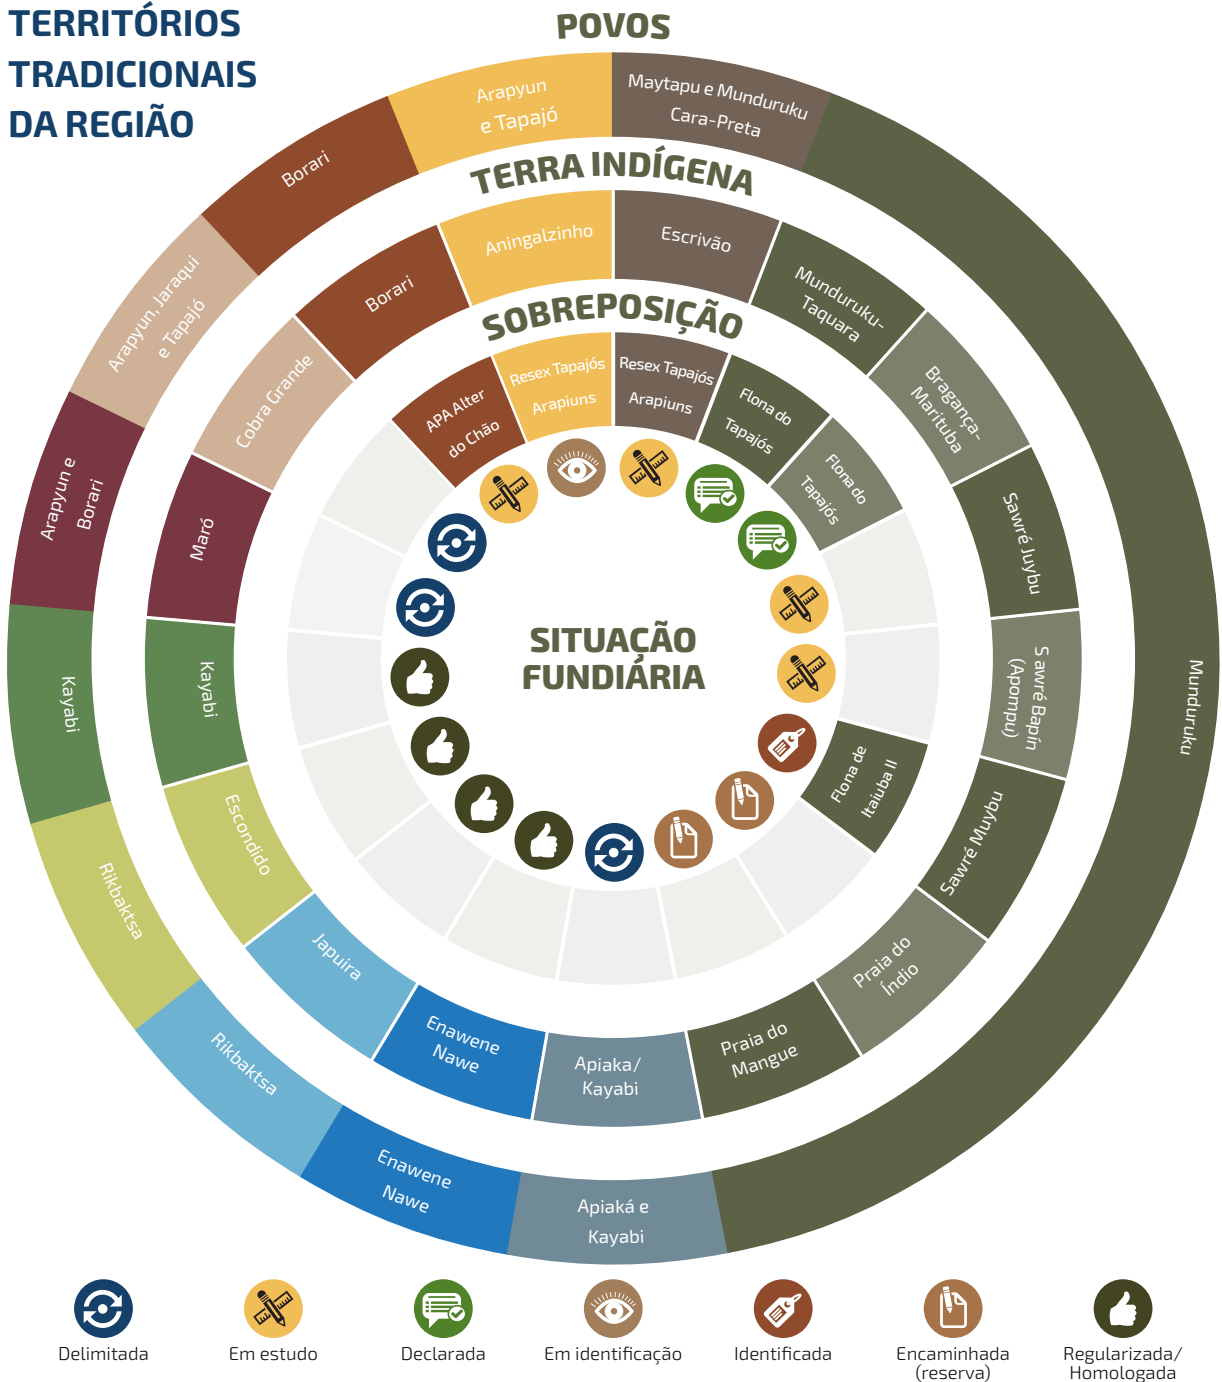 TERRITÓRIOS
TRADICIONAIS
DA REGIÃO
POVOS
Arapyun
e Tapajó
Maytapu e Munduruku
Cara-Preta
Munduruku
Apiaká e
Kayabi
Enawene
Nawe
Rikbaktsa
Rikbaktsa
Kayabi
Arapyun e
Borari
Arapyun, Jaraqui
e Tapajó
Borari
TERRA INDÍGENA
Aningalzinho
Escrivão
Munduruku-
Taquara
Bragança-
Marituba
Sawré Juybu
S awré Bapin
(Apompu)
Sawré Muybu
Praia do
Índio
Praia do
Mangue
Apiaka/
Kayabi
Enawene
Nawe
Japuira
Escondido
Kayabi
Maró
Cobra Grande
Borari
SOBREPOSIÇÃO
APA Alter
do Chão
Resex Tapajós
Arapiuns
Resex Tapajós
Arapiuns
Flona do
Tapajós
Flona do
Tapajós
Flona de
Itaiuba II
SITUAÇÃO
FUNDIÁRIA
Delimitada
Em estudo
Declarada
Em identificação
Identificada
Encaminhada
(reserva)
Regularizada/
Homologada